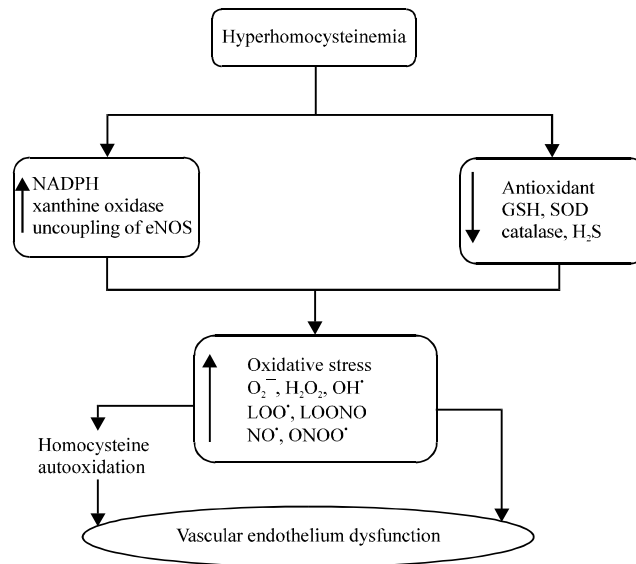 Hyperhomocysteinemia
NADPH
xanthine oxidase
uncoupling of eNOS
Antioxidant
GSH, SOD
catalase, H₂S
Oxidative stress
O₂⁻, H₂O₂, OH•
LOO•, LOONO
NO•, ONOO•
Homocysteine
autooxidation
Vascular endothelium dysfunction